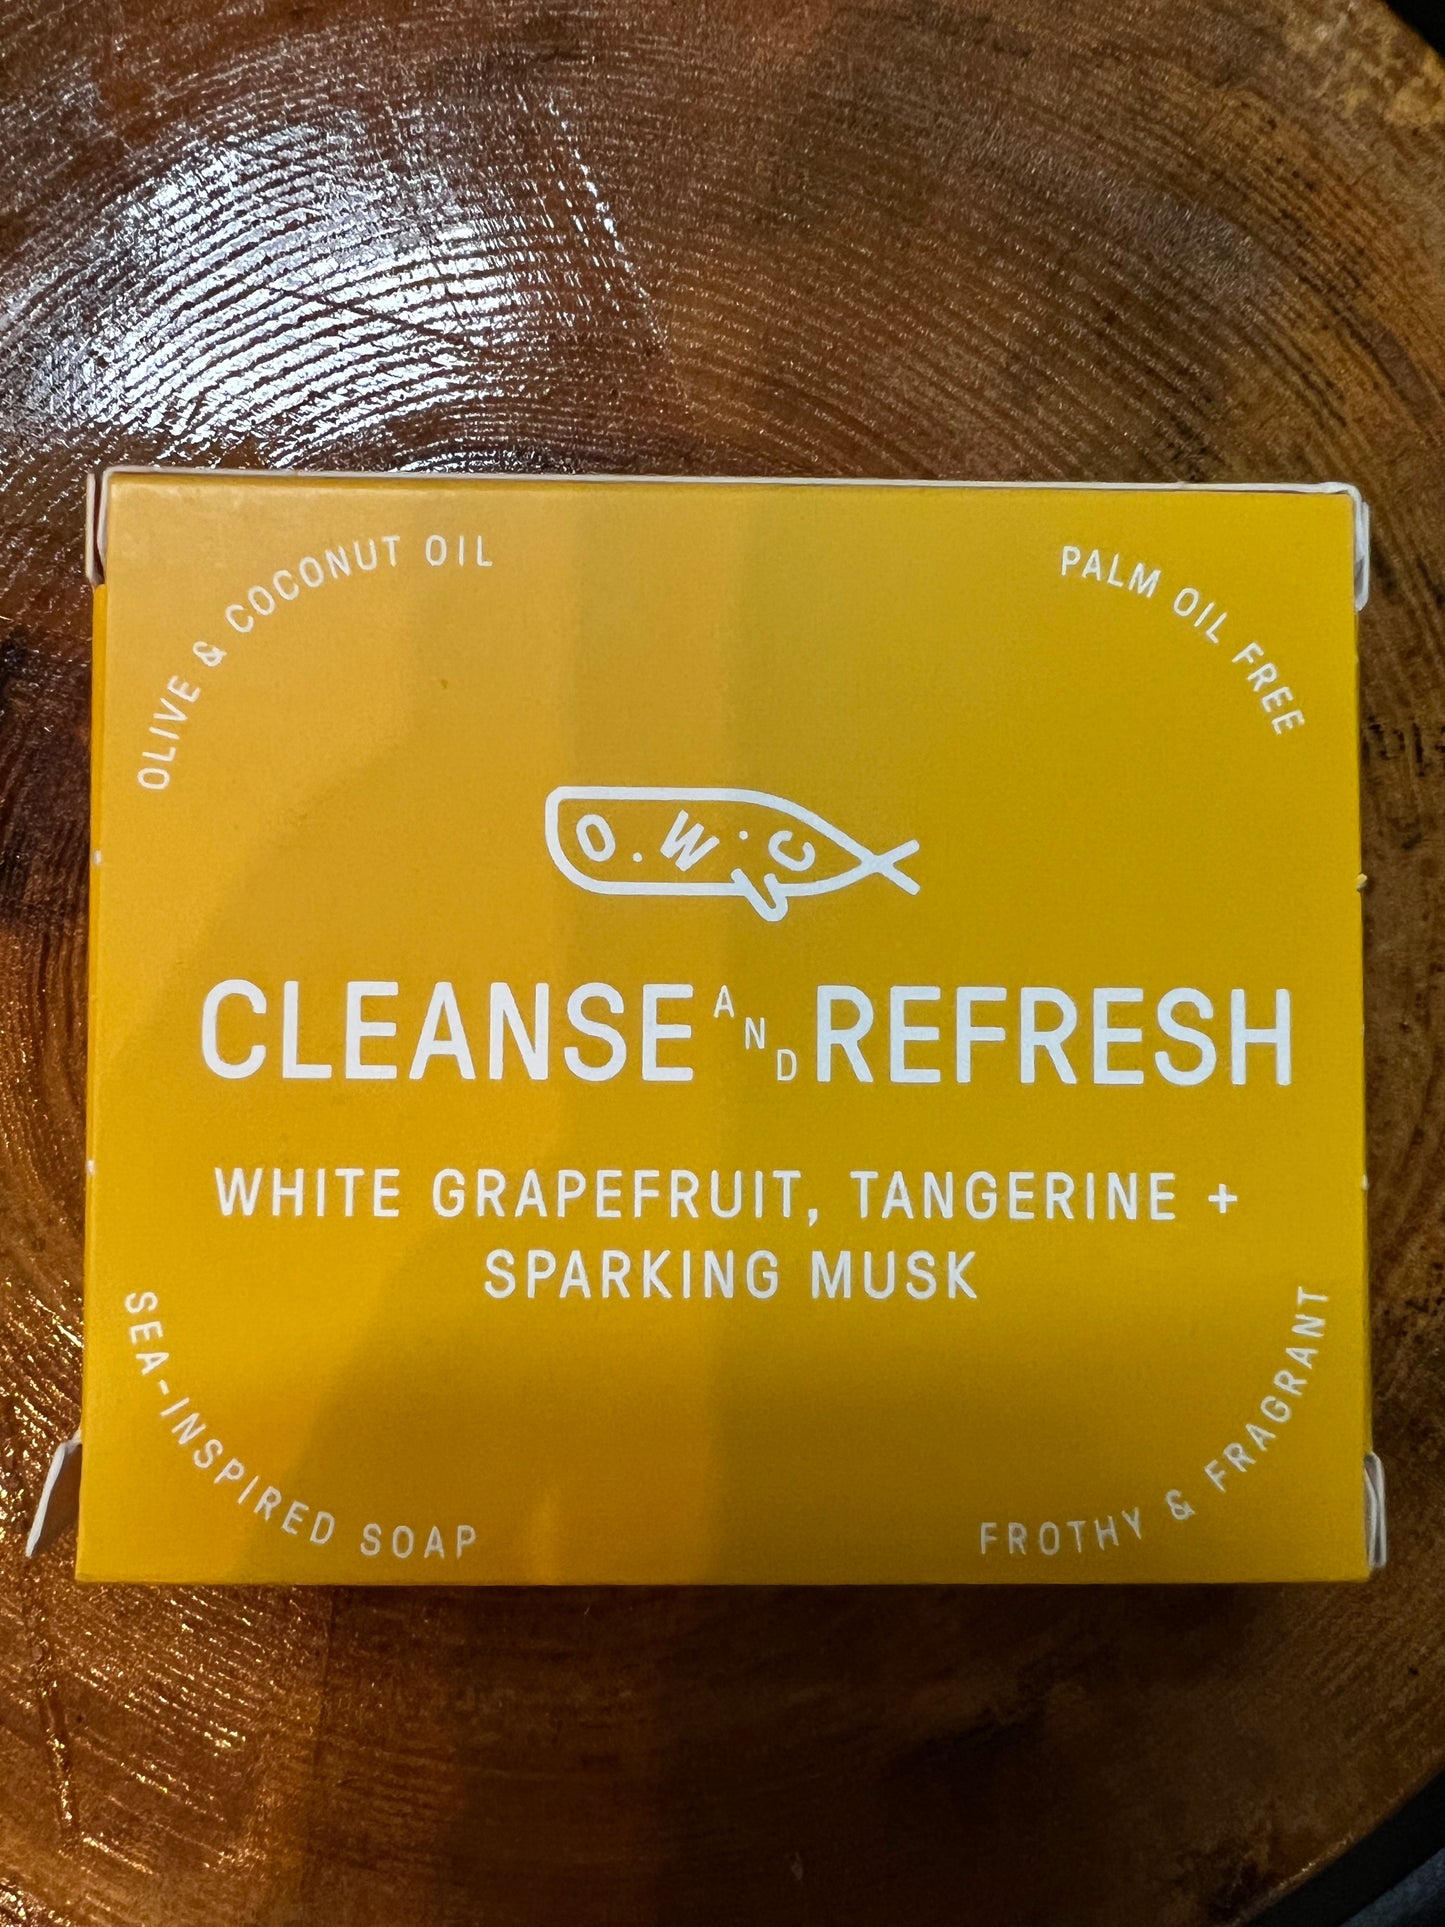 OLIVE & COCONUT OIL
PALM OIL FREE
O.W.C
CLEANSE AND REFRESH
WHITE GRAPEFRUIT, TANGERINE +
SPARKING MUSK
SEA-INSPIRED SOAP
FROTHY & FRAGRANT